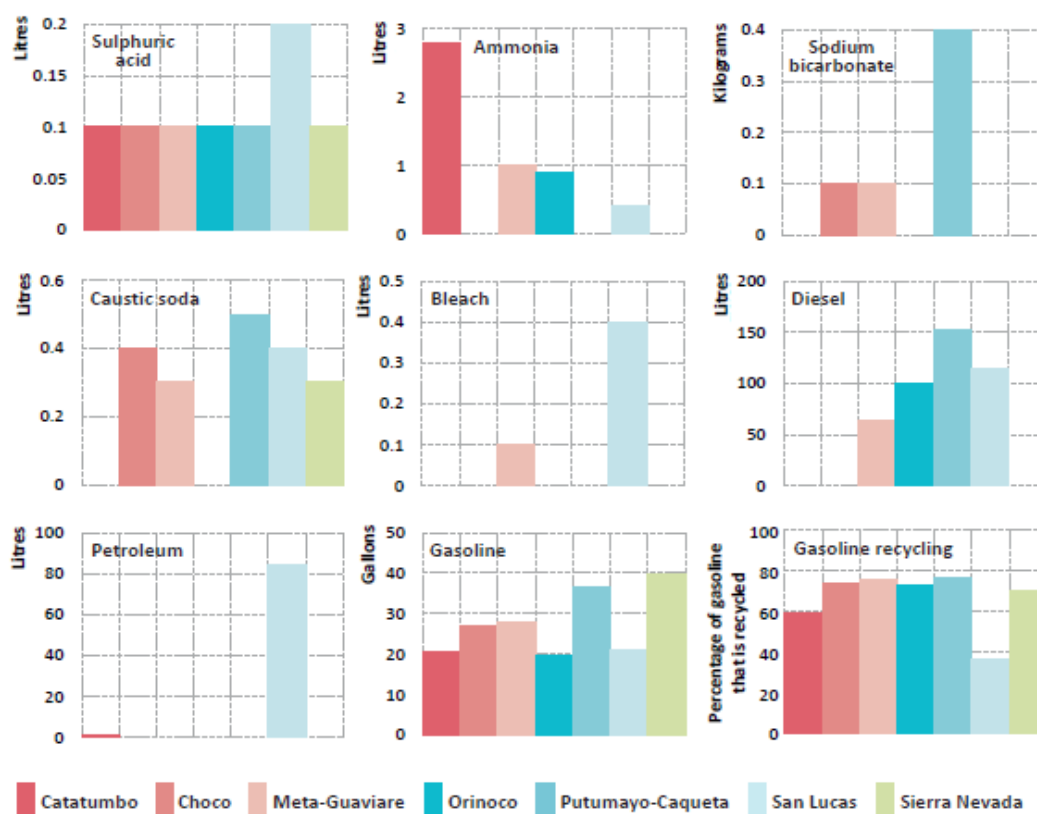 Litres
Sulphuric
acid
0.2
0.15
0.1
0.05
0
Litres
Ammonia
3
2
1
0
Kilograms
Sodium
bicarbonate
0.4
0.3
0.2
0.1
0
Litres
Caustic soda
0.6
0.4
0.2
0
Litres
Bleach
0.5
0.4
0.3
0.2
0.1
0
Litres
Diesel
200
150
100
50
0
Litres
Petroleum
100
80
60
40
20
0
Gallons
Gasoline
50
40
30
20
10
0
Percentage of gasoline
that is recycled
Gasoline recycling
100
80
60
40
20
0
Catatumbo Choco Meta-Guaviare Orinoco Putumayo-Caqueta San Lucas Sierra Nevada